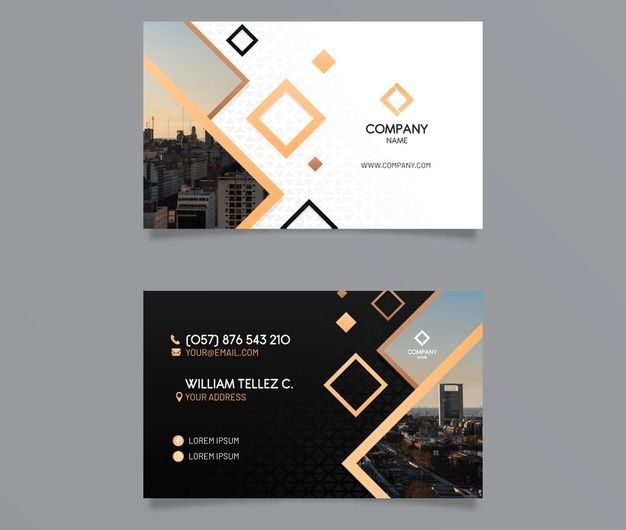 COMPANY
NAME
WWW.COMPANY.COM
(057) 876 543 210
YOUR@EMAIL.COM
WILLIAM TELLEZ C.
YOUR ADDRESS
LOREM IPSUM
LOREM IPSUM
COMPANY
NAME